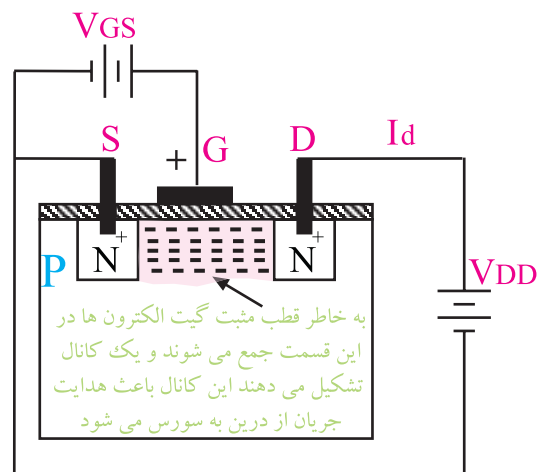 VGS
S
+
G
D
Id
P
N+
N+
VDD
به خاطر قطب مثبت گیت الکترون ها در
این قسمت جمع می شوند و یک کانال
تشکیل می دهند این کانال باعث هدایت
جریان از درین به سورس می شود